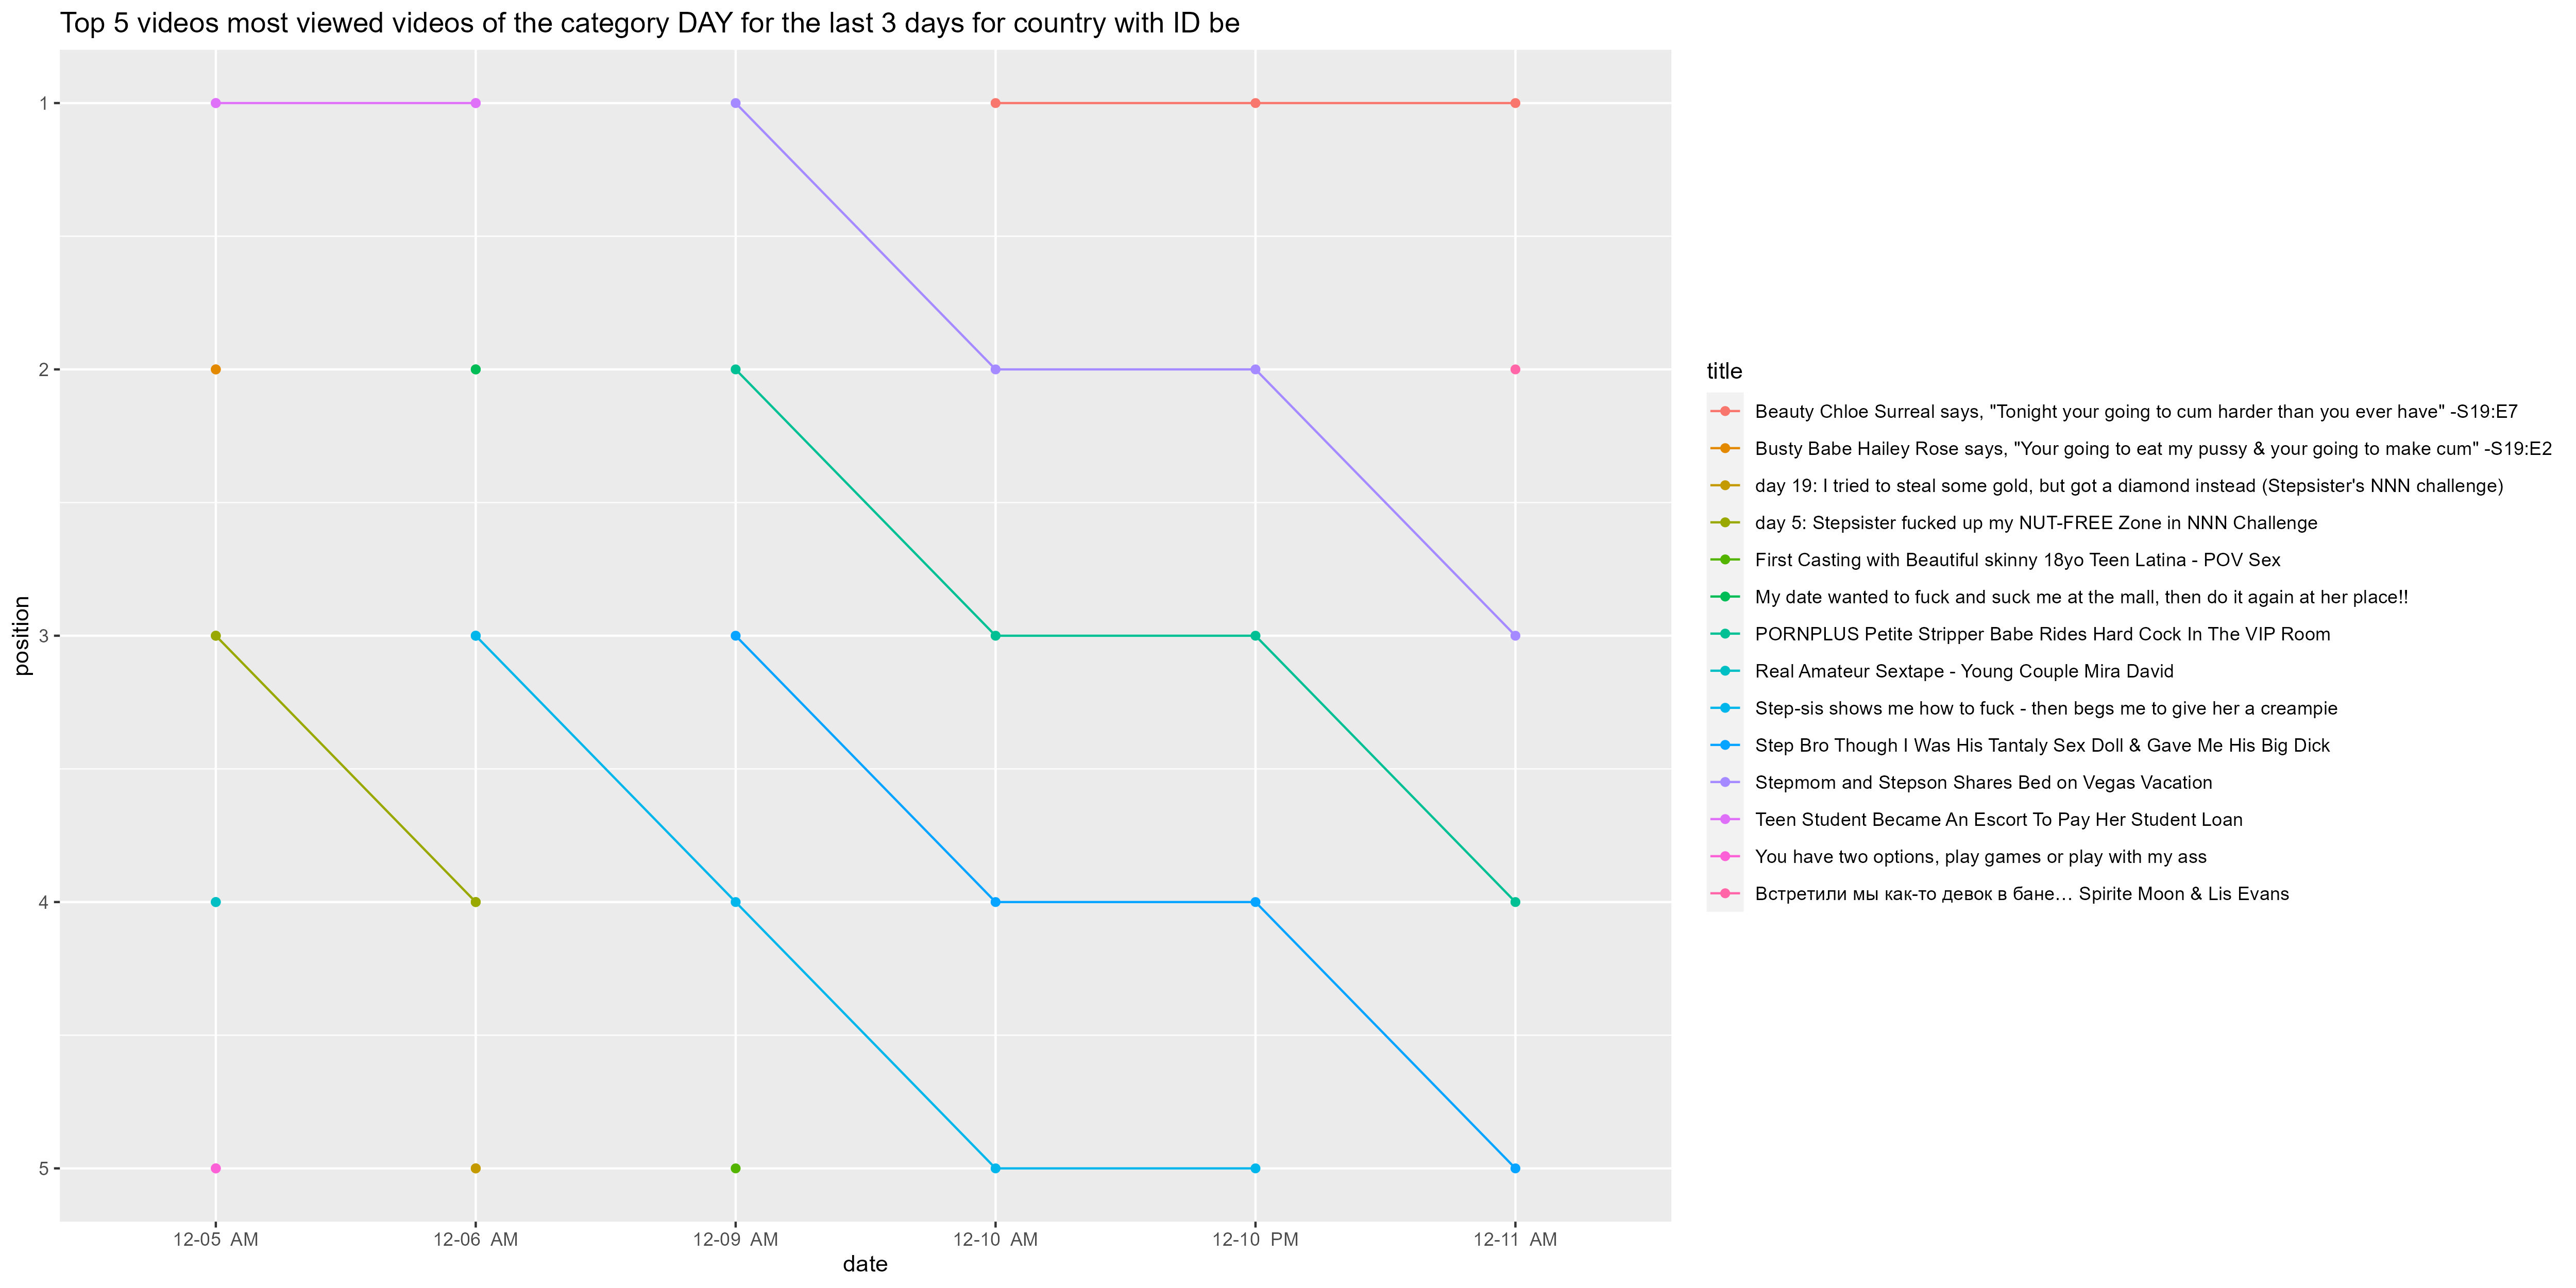 Top 5 videos most viewed videos of the category DAY for the last 3 days for country with ID be
position
1
2
3
4
5
12-05 AM
12-06 AM
12-09 AM
12-10 AM
12-10 PM
12-11 AM
date
title
Beauty Chloe Surreal says, "Tonight your going to cum harder than you ever have" -S19:E7
Busty Babe Hailey Rose says, "Your going to eat my pussy & your going to make cum" -S19:E2
day 19: I tried to steal some gold, but got a diamond instead (Stepsister's NNN challenge)
day 5: Stepsister fucked up my NUT-FREE Zone in NNN Challenge
First Casting with Beautiful skinny 18yo Teen Latina - POV Sex
My date wanted to fuck and suck me at the mall, then do it again at her place!!
PORNPLUS Petite Stripper Babe Rides Hard Cock In The VIP Room
Real Amateur Sextape - Young Couple Mira David
Step-sis shows me how to fuck - then begs me to give her a creampie
Step Bro Though I Was His Tantaly Sex Doll & Gave Me His Big Dick
Stepmom and Stepson Shares Bed on Vegas Vacation
Teen Student Became An Escort To Pay Her Student Loan
You have two options, play games or play with my ass
Встретили мы как-то девок в бане… Spirite Moon & Lis Evans